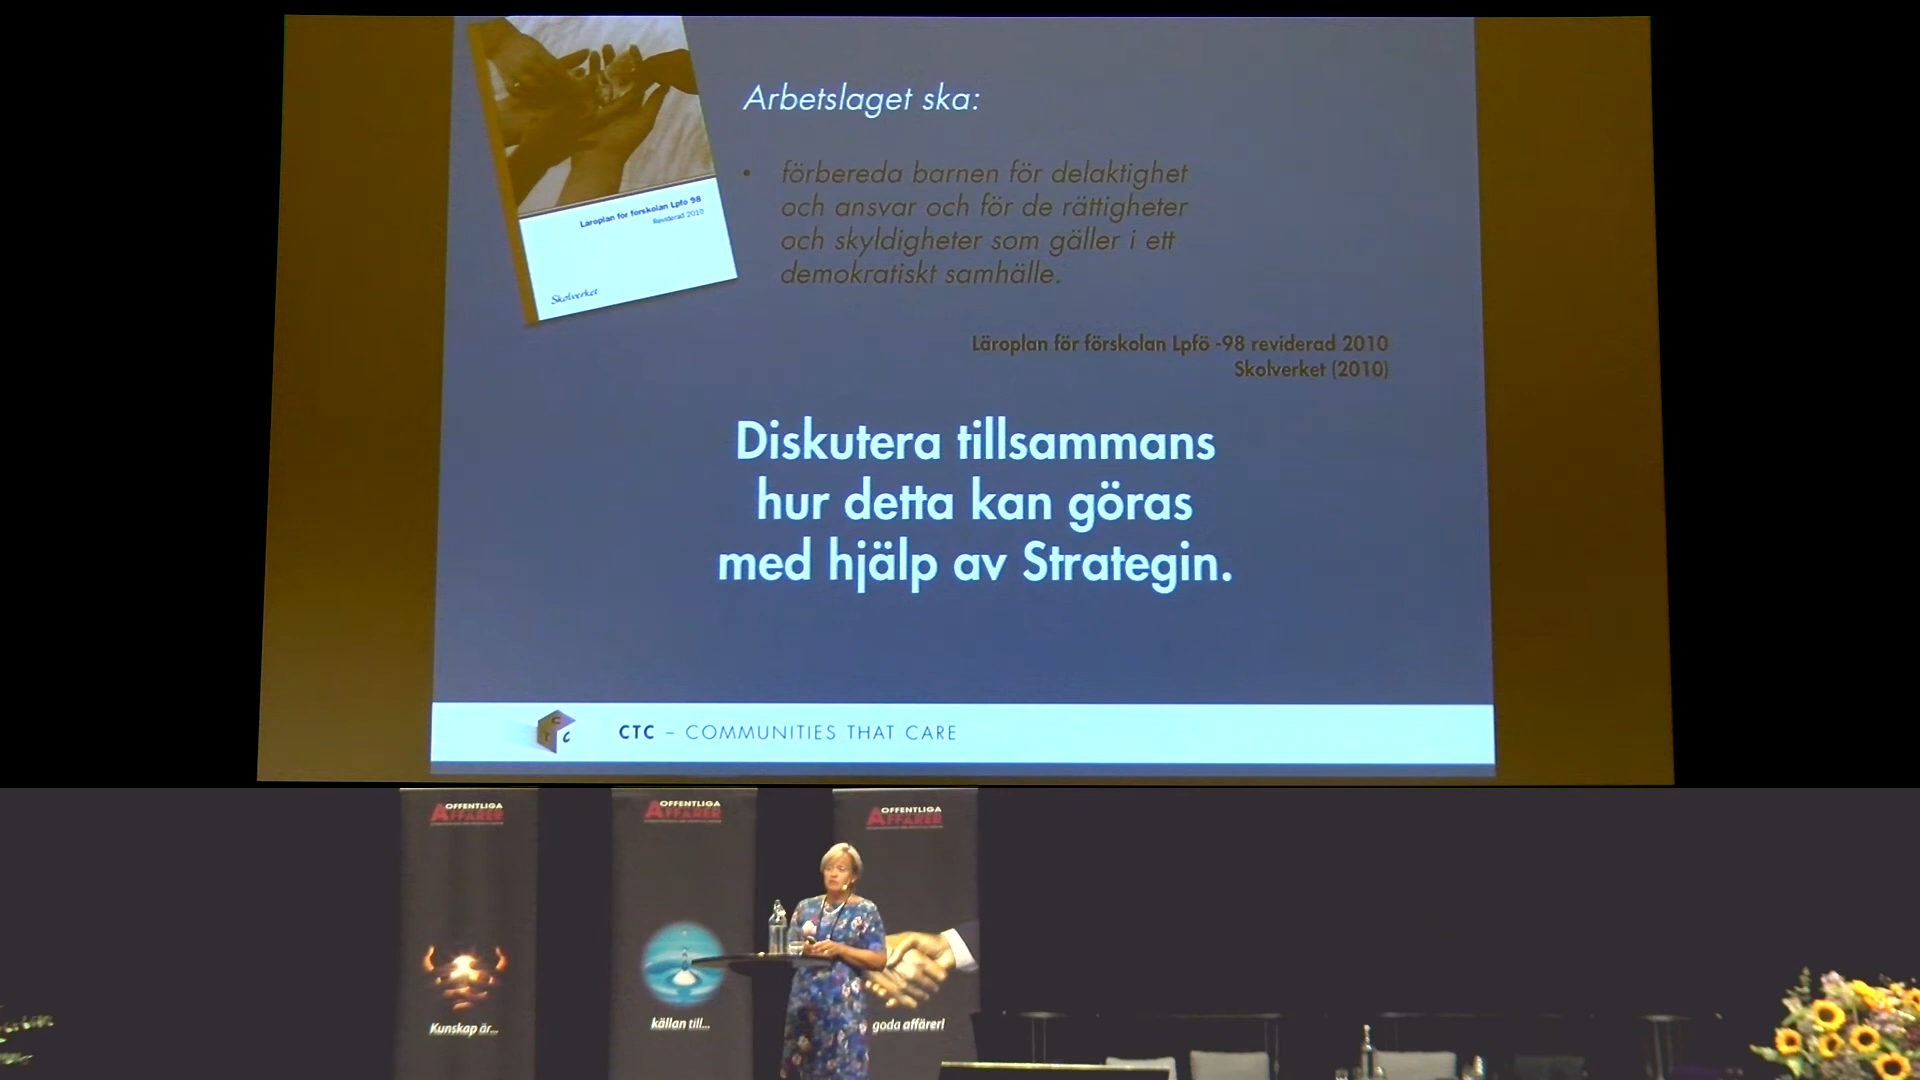 Arbetslaget ska:
• förbereda barnen för delaktighet
och ansvar och för de rättigheter
och skyldigheter som gäller i ett
demokratiskt samhälle.
Läroplan för förskolan Lpfö 98
Reviderad 2010
Skolverket
Läroplan för förskolan Lpfö -98 reviderad 2010
Skolverket (2010)
Diskutera tillsammans
hur detta kan göras
med hjälp av Strategin.
C
T C
CTC – COMMUNITIES THAT CARE
OFFENTLIGA
AFFÄRER
OFFENTLIGA
AFFÄRER
OFFENTLIGA
AFFÄRER
Kunskap är...
källan till...
goda affärer!